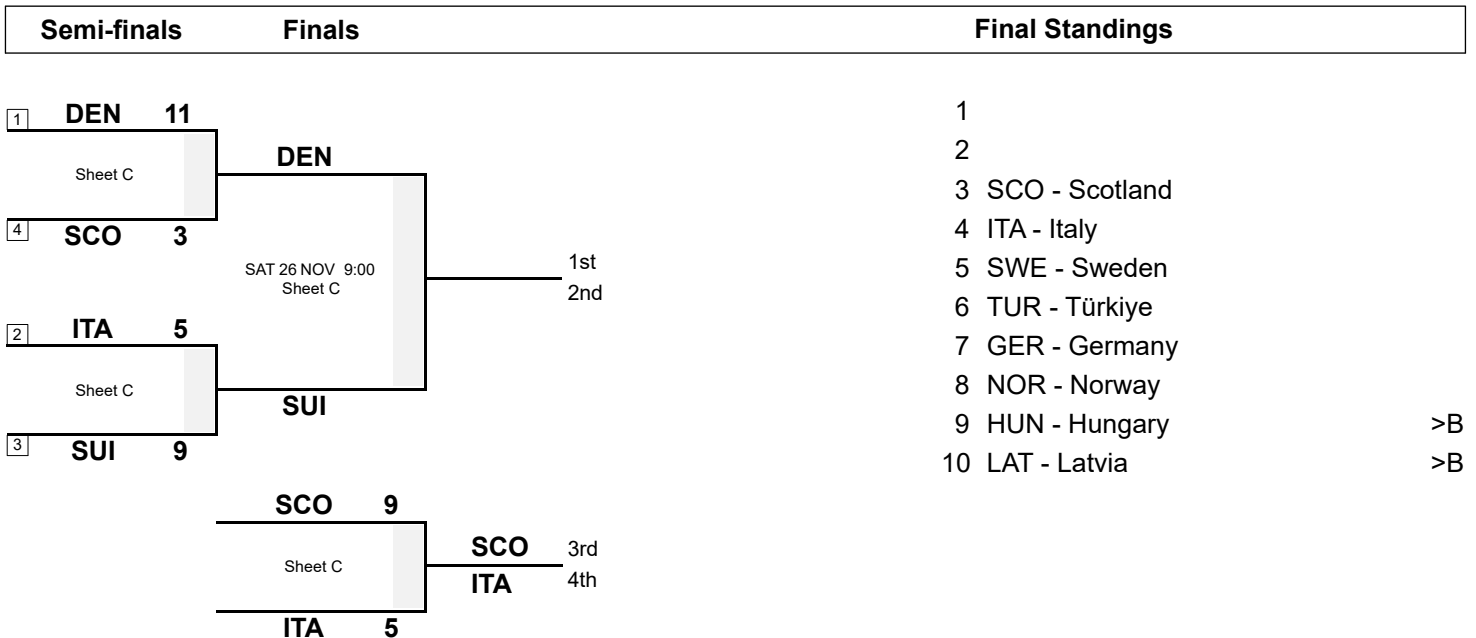 Semi-finals Finals Final Standings
1 DEN 11
Sheet C
4 SCO 3
2 ITA 5
Sheet C
3 SUI 9
DEN
SAT 26 NOV 9:00
Sheet C
SUI
1st
2nd
SCO 9
Sheet C
ITA 5
SCO 3rd
ITA 4th
1
2
3 SCO - Scotland
4 ITA - Italy
5 SWE - Sweden
6 TUR - Türkiye
7 GER - Germany
8 NOR - Norway
9 HUN - Hungary >B
10 LAT - Latvia >B